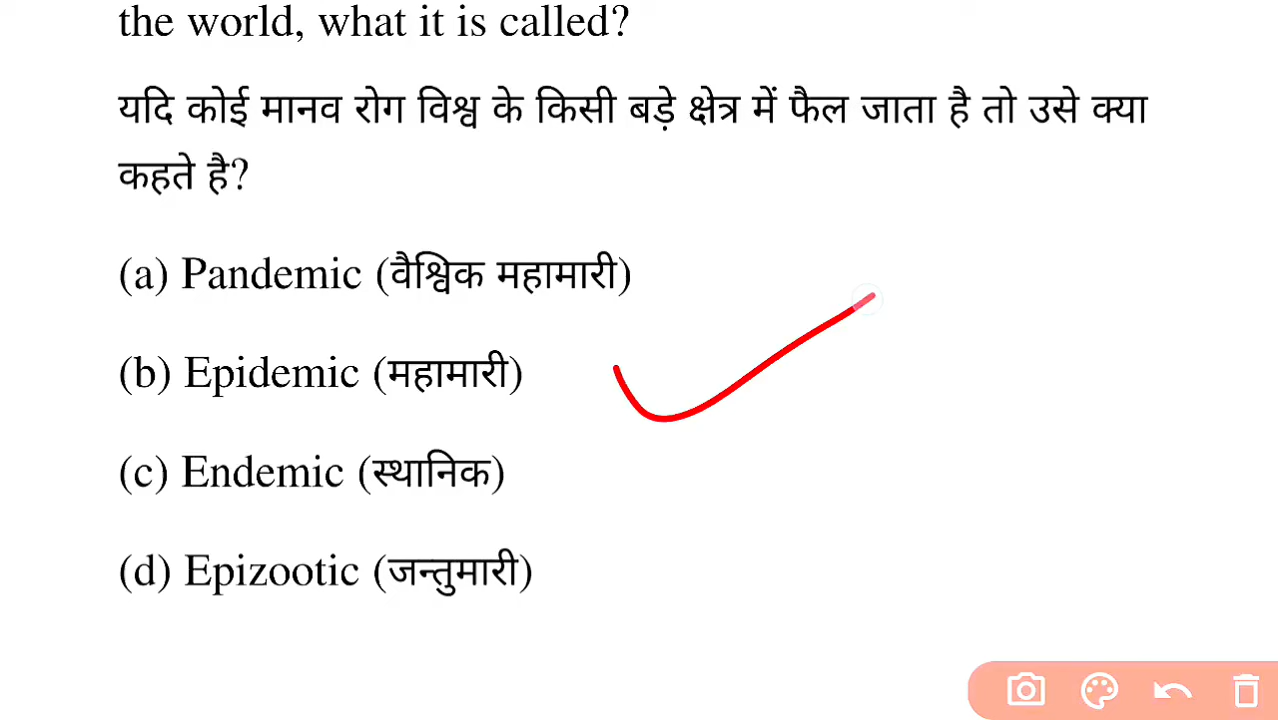 the world, what it is called?
यदि कोई मानव रोग विश्व के किसी बड़े क्षेत्र में फैल जाता है तो उसे क्या
कहते है?
(a) Pandemic (वैश्विक महामारी)
(b) Epidemic (महामारी)
(c) Endemic (स्थानिक)
(d) Epizootic (जन्तुमारी)